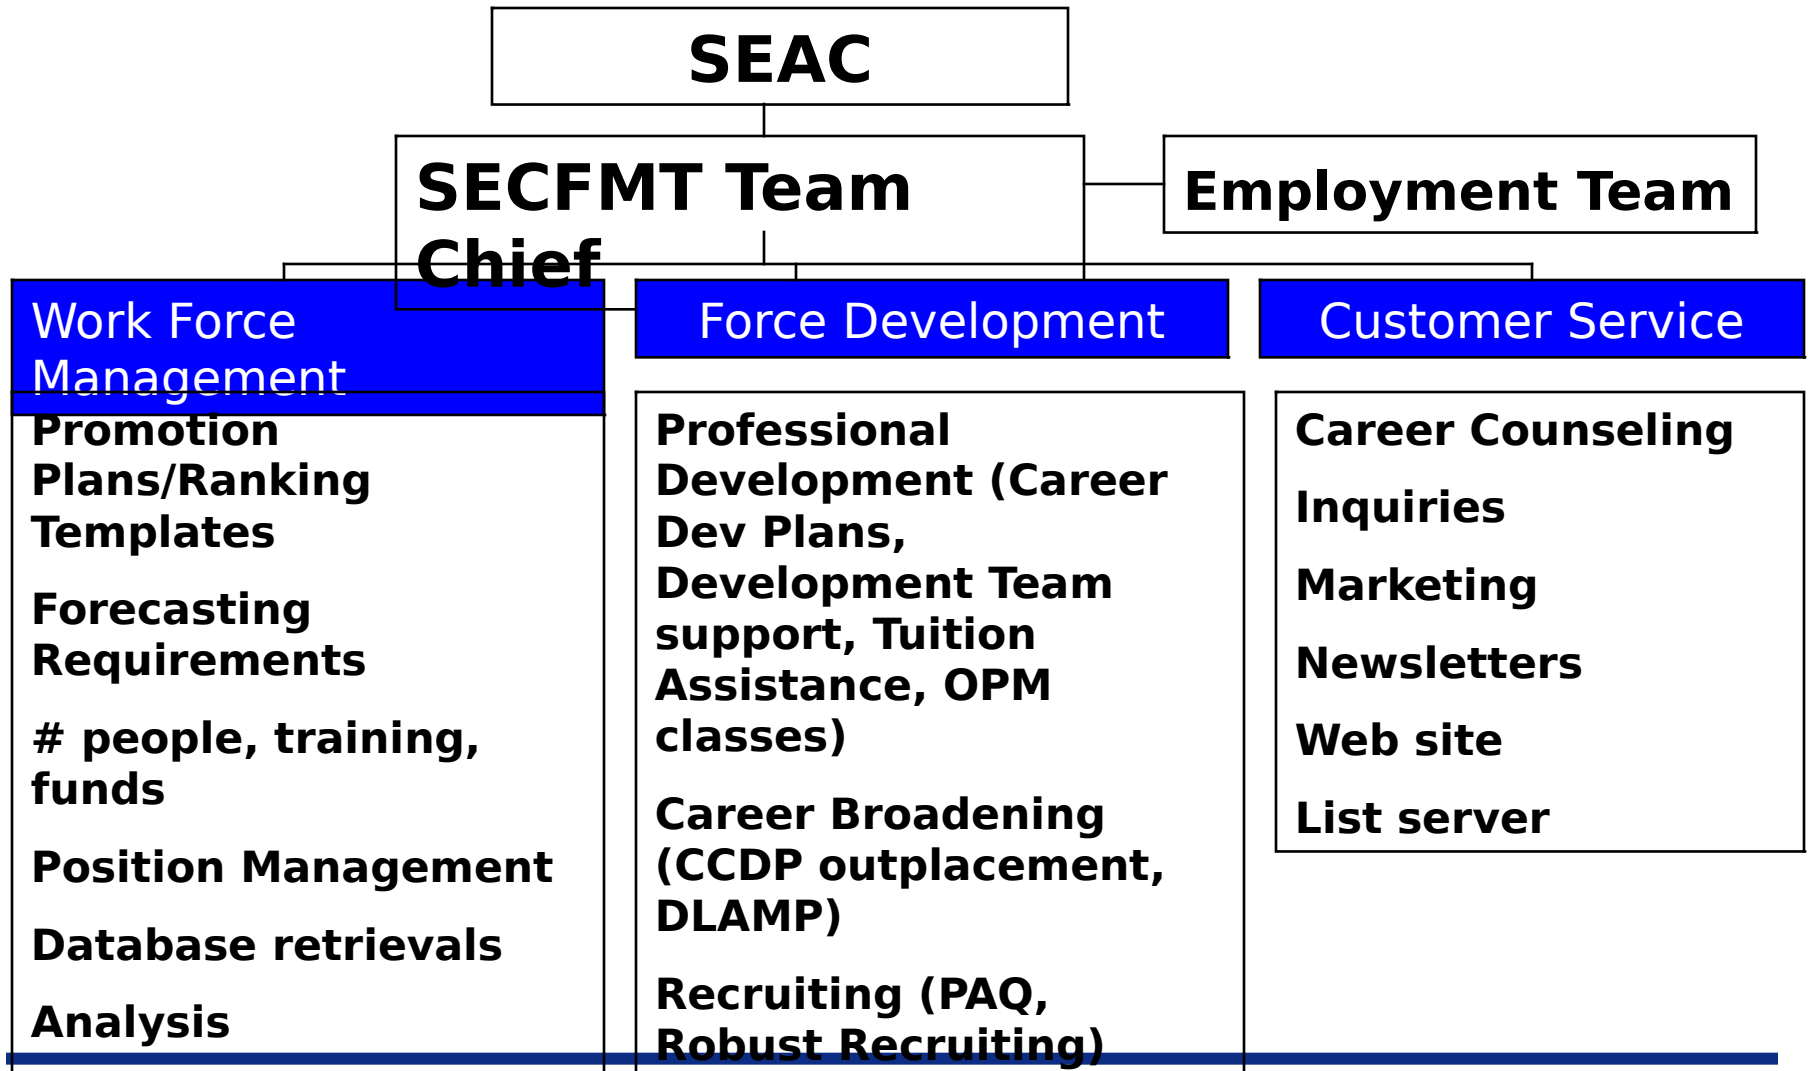 SEAC
SECFMT Team
Chief
Employment Team
Work Force
Management
Force Development
Customer Service
Promotion
Plans/Ranking
Templates
Forecasting
Requirements
# people, training,
funds
Position Management
Database retrievals
Analysis
Professional
Development (Career
Dev Plans,
Development Team
support, Tuition
Assistance, OPM
classes)
Career Broadening
(CCDP outplacement,
DLAMP)
Recruiting (PAQ,
Robust Recruiting)
Career Counseling
Inquiries
Marketing
Newsletters
Web site
List server